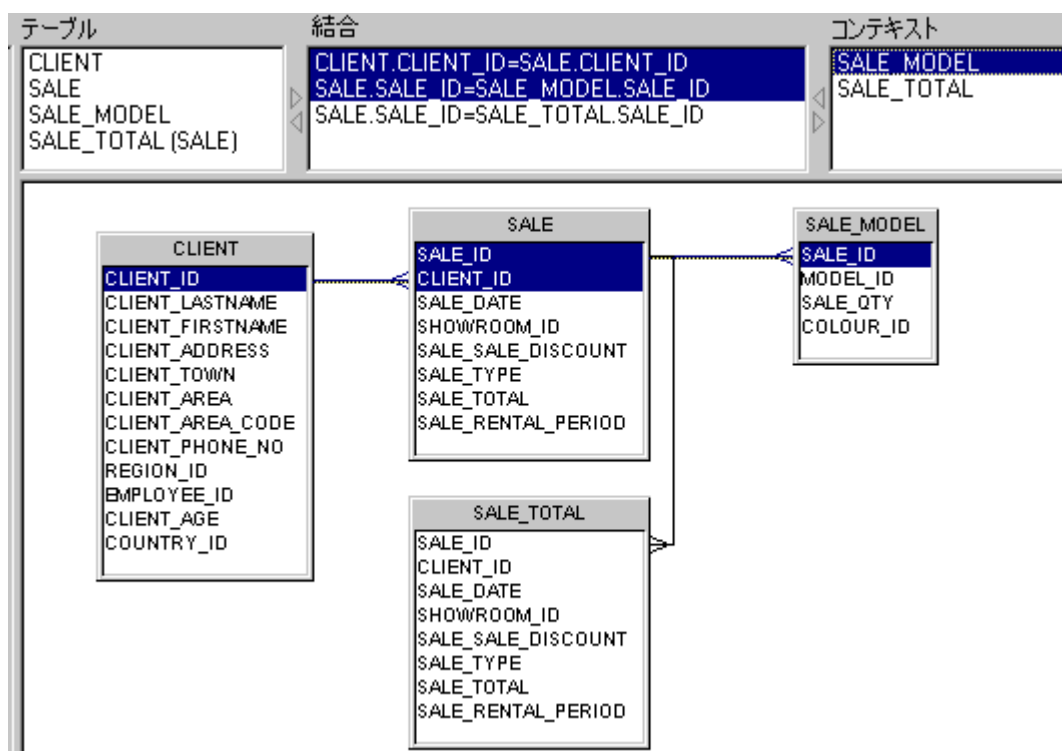 テーブル
CLIENT
SALE
SALE_MODEL
SALE_TOTAL (SALE)
結合
CLIENT.CLIENT_ID=SALE.CLIENT_ID
SALE.SALE_ID=SALE_MODEL.SALE_ID
SALE.SALE_ID=SALE_TOTAL.SALE_ID
コンテキスト
SALE_MODEL
SALE_TOTAL
CLIENT
CLIENT_ID
CLIENT_LASTNAME
CLIENT_FIRSTNAME
CLIENT_ADDRESS
CLIENT_TOWN
CLIENT_AREA
CLIENT_AREA_CODE
CLIENT_PHONE_NO
REGION_ID
EMPLOYEE_ID
CLIENT_AGE
COUNTRY_ID
SALE
SALE_ID
CLIENT_ID
SALE_DATE
SHOWROOM_ID
SALE_SALE_DISCOUNT
SALE_TYPE
SALE_TOTAL
SALE_RENTAL_PERIOD
SALE_MODEL
SALE_ID
MODEL_ID
SALE_QTY
COLOUR_ID
SALE_TOTAL
SALE_ID
CLIENT_ID
SALE_DATE
SHOWROOM_ID
SALE_SALE_DISCOUNT
SALE_TYPE
SALE_TOTAL
SALE_RENTAL_PERIOD